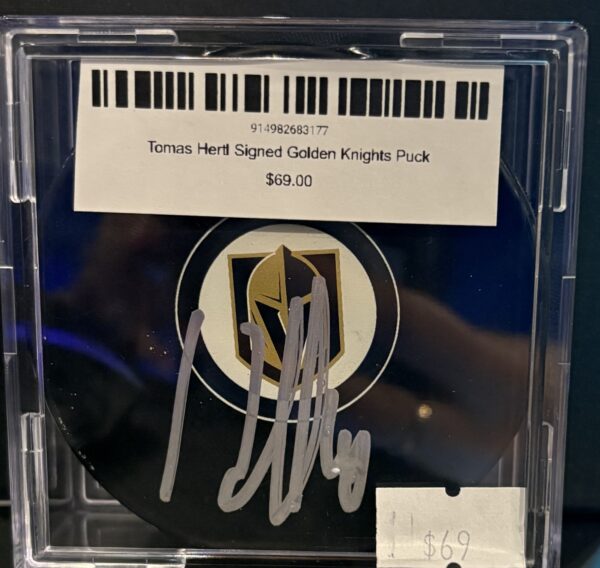 914982683177
Tomas Hertl Signed Golden Knights Puck
$69.00
$69